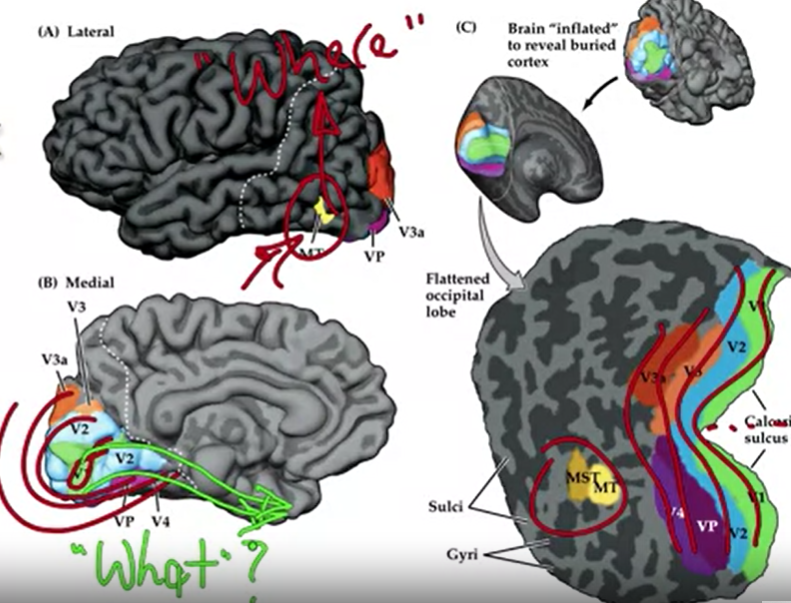 (A) Lateral
"Where"
MT
VP
V3a
(B) Medial
V3
V3a
V2
V2
VP
V4
"What"?
(C)
Brain "inflated"
to reveal buried
cortex
Flattened
occipital
lobe
V1
V2
V3
V3a
sulcus
MST
MT
V4
VP
V2
V1
Sulci
Gyri